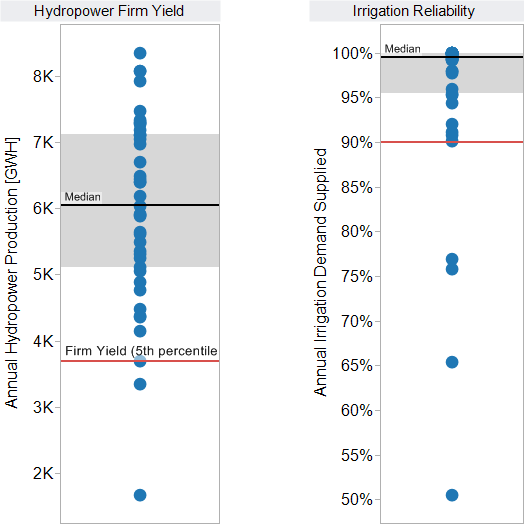 Hydropower Firm Yield
Annual Hydropower Production [GWH]
8K
7K
6K
5K
4K
3K
2K
Median
Firm Yield (5th percentile
Irrigation Reliability
Annual Irrigation Demand Supplied
100%
95%
90%
85%
80%
75%
70%
65%
60%
55%
50%
Median